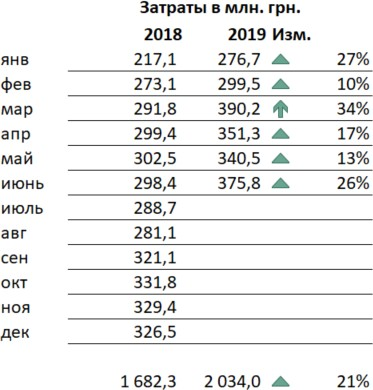 Затраты в млн. грн.
2018 2019 Изм.
янв 217,1 276,7 27%
фев 273,1 299,5 10%
мар 291,8 390,2 34%
апр 299,4 351,3 17%
май 302,5 340,5 13%
июнь 298,4 375,8 26%
июль 288,7
авг 281,1
сен 321,1
окт 331,8
ноя 329,4
дек 326,5
1 682,3 2 034,0 21%